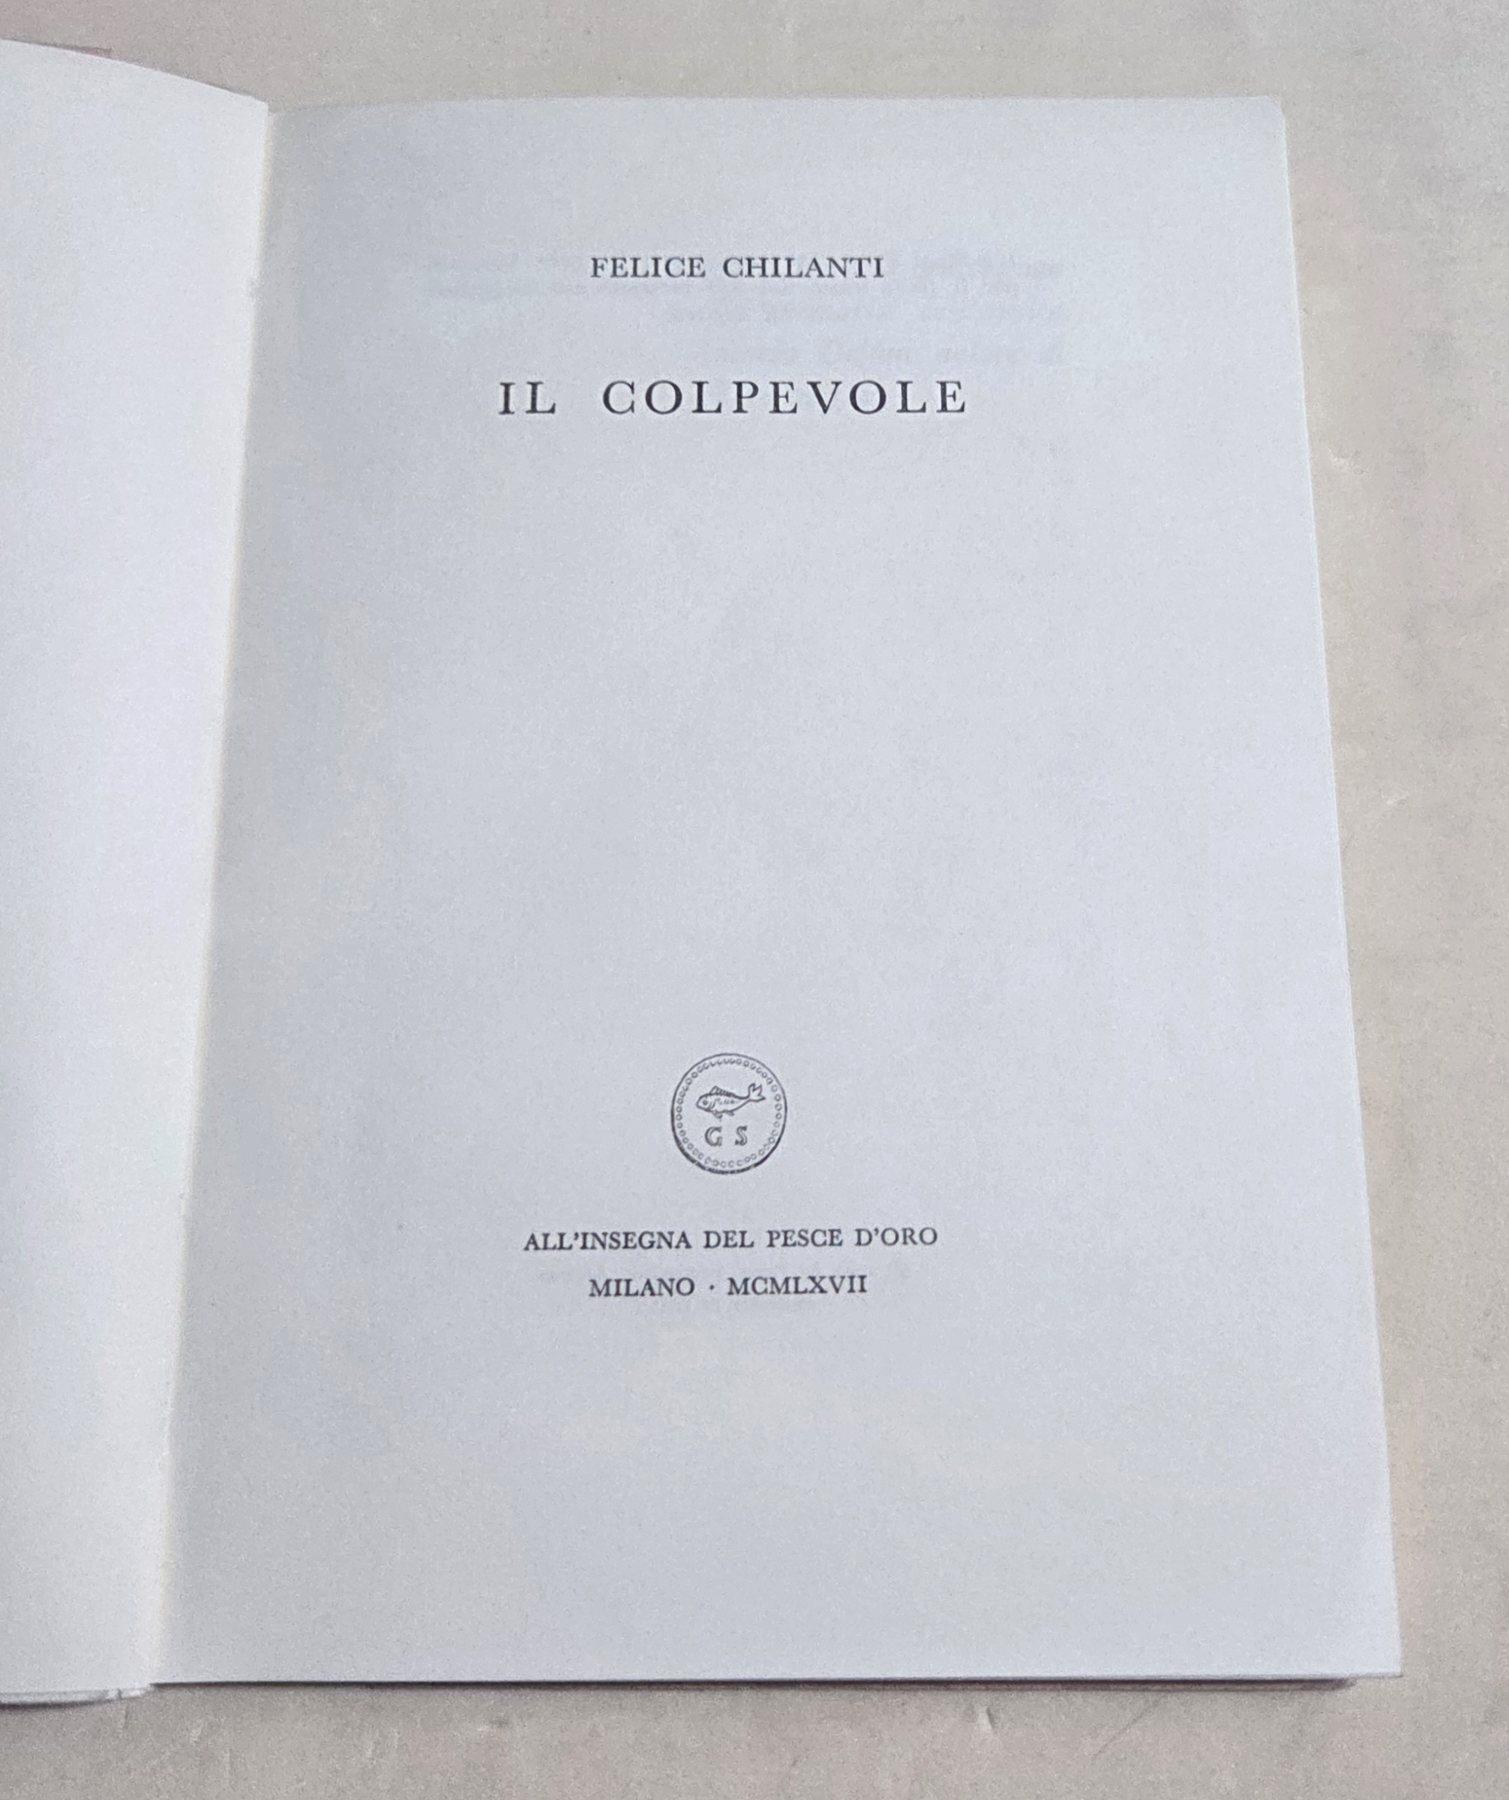 FELICE CHILANTI
IL COLPEVOLE
G S
ALL'INSEGNA DEL PESCE D'ORO
MILANO · MCMLXVII